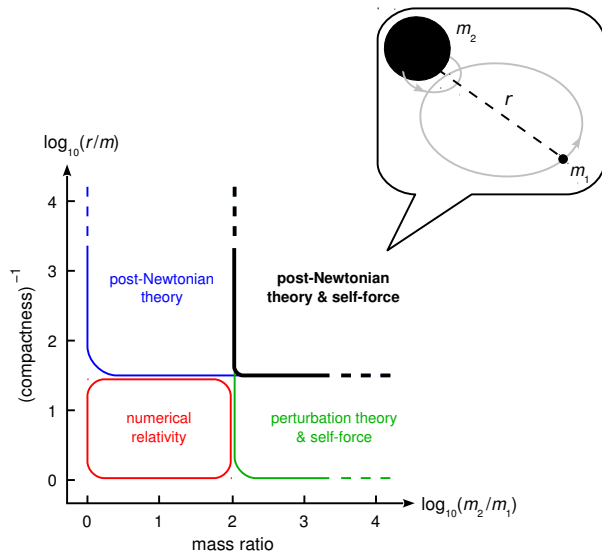 m₂
r
m₁
log₁₀(r/m)
4
3
2
1
0
(compactness)⁻¹
post-Newtonian
theory
post-Newtonian
theory & self-force
numerical
relativity
perturbation theory
& self-force
0
1
2
3
4
log₁₀(m₂/m₁)
mass ratio